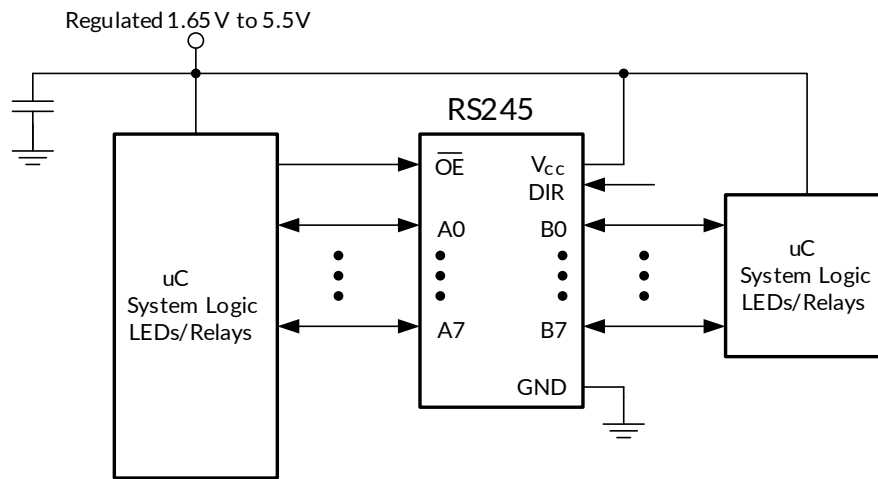 Regulated 1.65V to 5.5V
RS245
OE
Vcc
DIR
A0
B0
uC
System Logic
LEDs/Relays
uC
System Logic
LEDs/Relays
A7
B7
GND